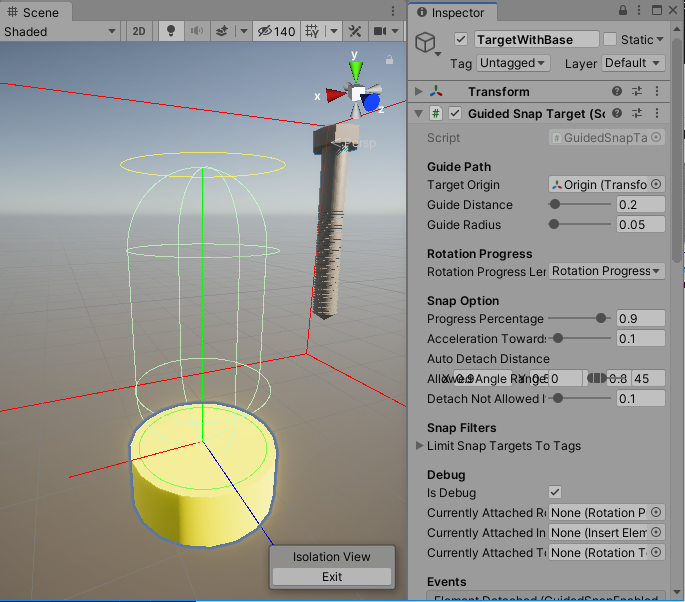 Scene
Shaded
2D
140
y
x
z
Persp
Isolation View
Exit
Inspector
TargetWithBase
Static
Tag Untagged Layer Default
Transform
# Guided Snap Target (Sc
Script # GuidedSnapTa
Guide Path
Target Origin Origin (Transfo
Guide Distance 0.2
Guide Radius 0.05
Rotation Progress
Rotation Progress Ler Rotation Progress
Snap Option
Progress Percentage 0.9
Acceleration Towards 0.1
Auto Detach Distance
Allowed Angle Range 0 45
Detach Not Allowed I 0.1
Snap Filters
Limit Snap Targets To Tags
Debug
Is Debug
Currently Attached Ro None (Rotation P
Currently Attached In None (Insert Elem
Currently Attached To None (Rotation T
Events
Element Detached (GuidedSnapEnabled